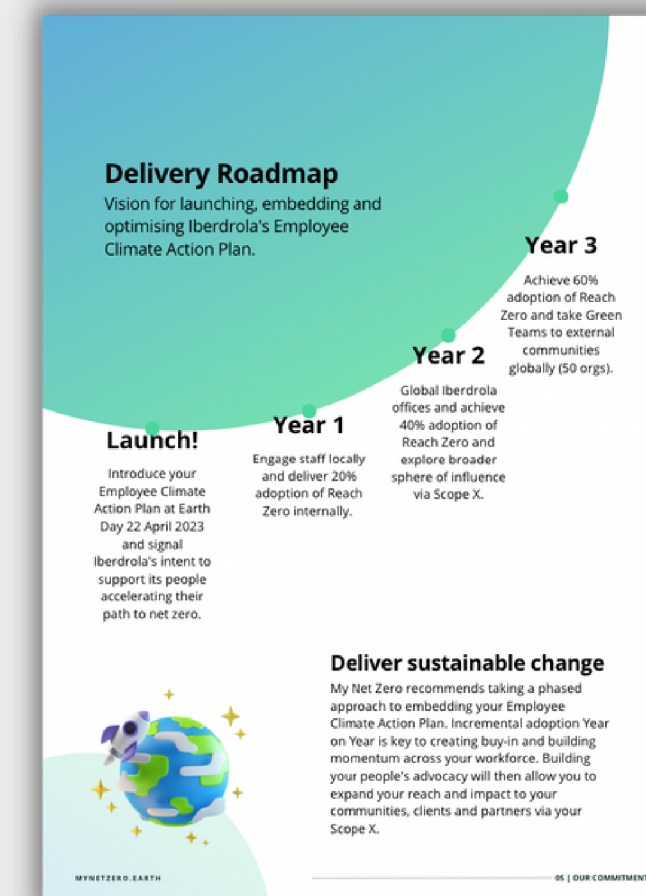 Delivery Roadmap
Vision for launching, embedding and
optimising Iberdrola's Employee
Climate Action Plan.
Launch!
Introduce your
Employee Climate
Action Plan at Earth
Day 22 April 2023
and signal
Iberdrola's intent to
support its people
accelerating their
path to net zero.
Year 1
Engage staff locally
and deliver 20%
adoption of Reach
Zero internally.
Year 2
Global Iberdrola
offices and achieve
40% adoption of
Reach Zero and
explore broader
sphere of influence
via Scope X.
Year 3
Achieve 60%
adoption of Reach
Zero and take Green
Teams to external
communities
globally (50 orgs).
Deliver sustainable change
My Net Zero recommends taking a phased
approach to embedding your Employee
Climate Action Plan. Incremental adoption Year
on Year is key to creating buy-in and building
momentum across your workforce. Building
your people's advocacy will then allow you to
expand your reach and impact to your
communities, clients and partners via your
Scope X.
MYNETZERO.EARTH
05 | OUR COMMITMENT